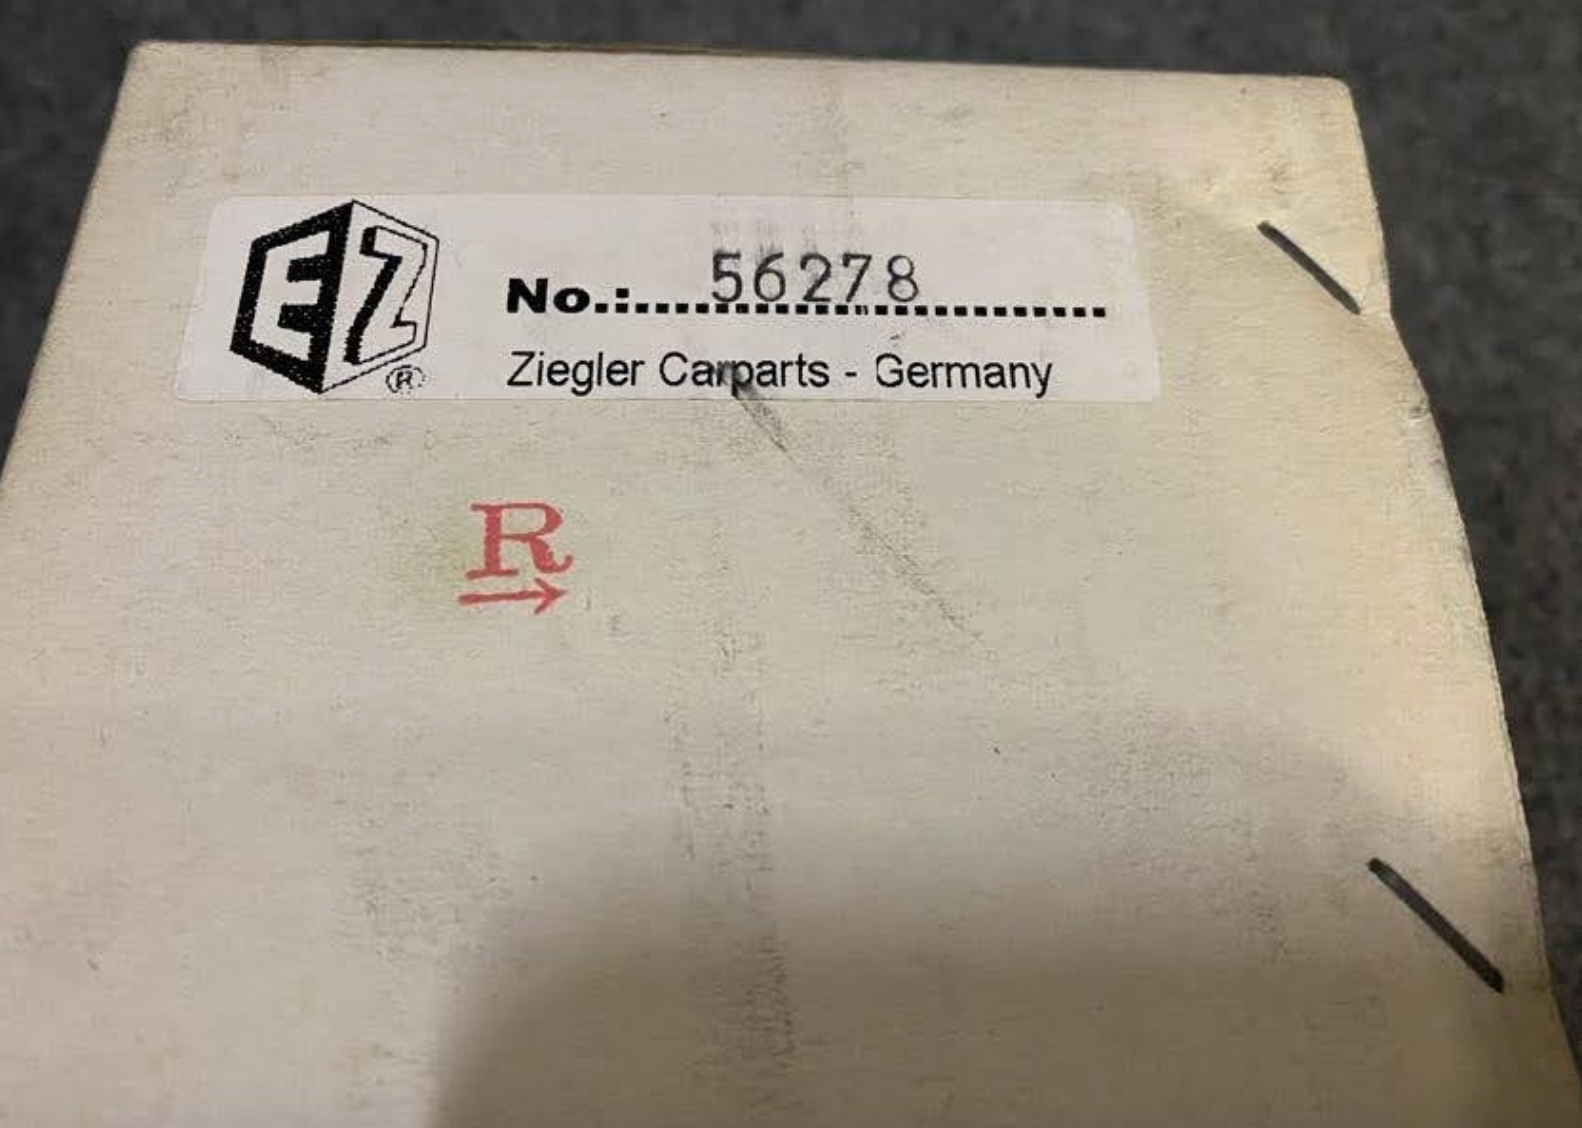 EZ
®
No.:....56278....................
Ziegler Carparts - Germany
R
→